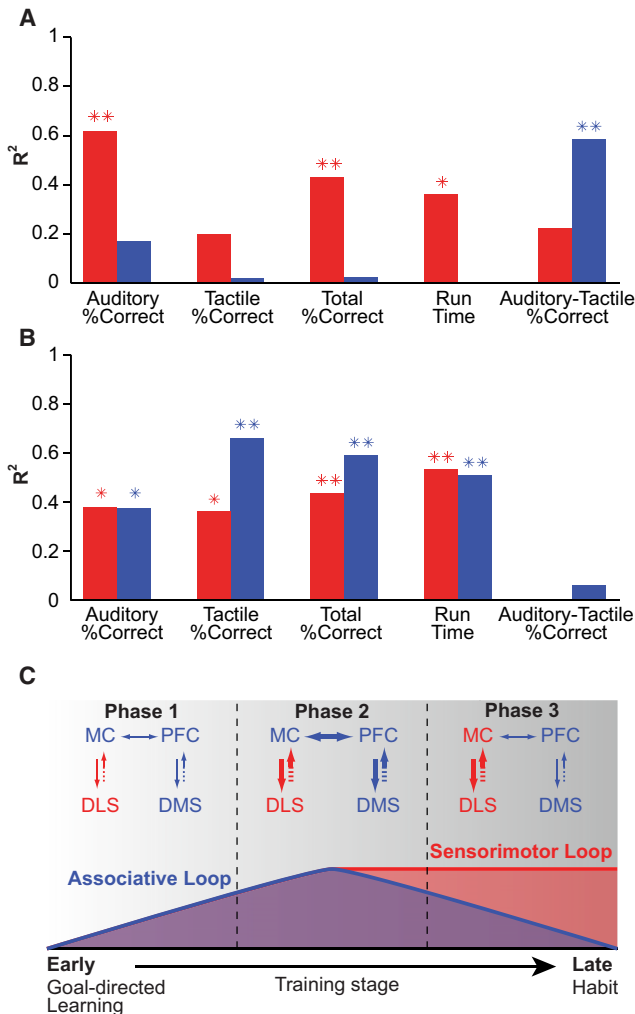 A
1
0.8
0.6
0.4
0.2
0
R²
** ** * **
Auditory %Correct
Tactile %Correct
Total %Correct
Run Time
Auditory-Tactile %Correct
B
1
0.8
0.6
0.4
0.2
0
R²
* * * ** ** ** ** **
Auditory %Correct
Tactile %Correct
Total %Correct
Run Time
Auditory-Tactile %Correct
C
Phase 1 Phase 2 Phase 3
MC PFC MC PFC MC PFC
DLS DMS DLS DMS DLS DMS
Sensorimotor Loop
Associative Loop
Early
Goal-directed
Learning
Training stage
Late
Habit